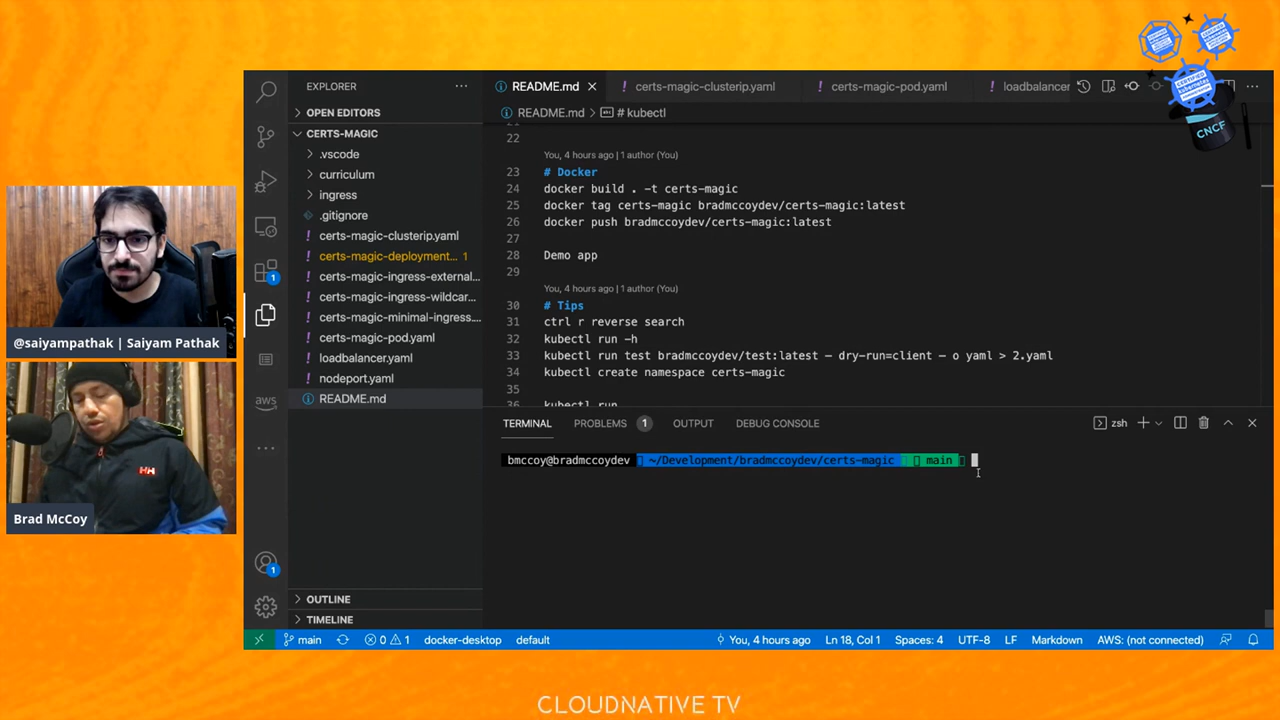 CNCF
EXPLORER
OPEN EDITORS
CERTS-MAGIC
.vscode
curriculum
ingress
.gitignore
certs-magic-clusterip.yaml
certs-magic-deployment... 1
certs-magic-ingress-external...
certs-magic-ingress-wildcar...
certs-magic-minimal-ingress....
certs-magic-pod.yaml
loadbalancer.yaml
nodeport.yaml
README.md
OUTLINE
TIMELINE
README.md
certs-magic-clusterip.yaml
certs-magic-pod.yaml
loadbalancer
README.md > # kubectl
22
You, 4 hours ago | 1 author (You)
23 # Docker
24 docker build . -t certs-magic
25 docker tag certs-magic bradmccoydev/certs-magic:latest
26 docker push bradmccoydev/certs-magic:latest
27
28 Demo app
29
You, 4 hours ago | 1 author (You)
30 # Tips
31 ctrl r reverse search
32 kubectl run -h
33 kubectl run test bradmccoydev/test:latest — dry-run=client — o yaml > 2.yaml
34 kubectl create namespace certs-magic
35
36 kubectl run
TERMINAL PROBLEMS 1 OUTPUT DEBUG CONSOLE
zsh
bmccoy@bradmccoydev ~/Development/bradmccoydev/certs-magic main
1
aws
1
main 0 1 docker-desktop default You, 4 hours ago Ln 18, Col 1 Spaces: 4 UTF-8 LF Markdown AWS: (not connected)
@saiyampathak | Saiyam Pathak
HH
Brad McCoy
CLOUDNATIVE TV